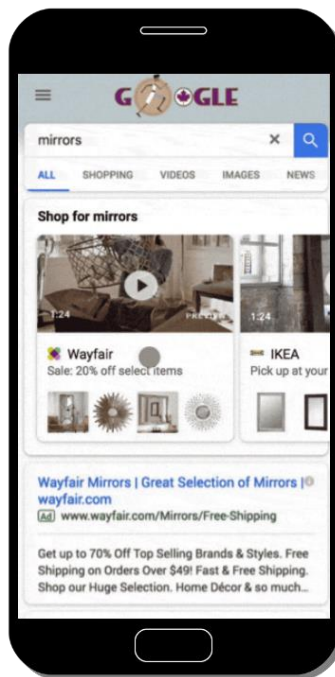 GOOGLE
mirrors
ALL SHOPPING VIDEOS IMAGES NEWS
Shop for mirrors
1:24 PREVIEW 1:24
Wayfair IKEA
Sale: 20% off select items Pick up at your
Wayfair Mirrors | Great Selection of Mirrors |
wayfair.com
Ad www.wayfair.com/Mirrors/Free-Shipping
Get up to 70% Off Top Selling Brands & Styles. Free
Shipping on Orders Over $49! Fast & Free Shipping.
Shop our Huge Selection. Home Décor & so much...